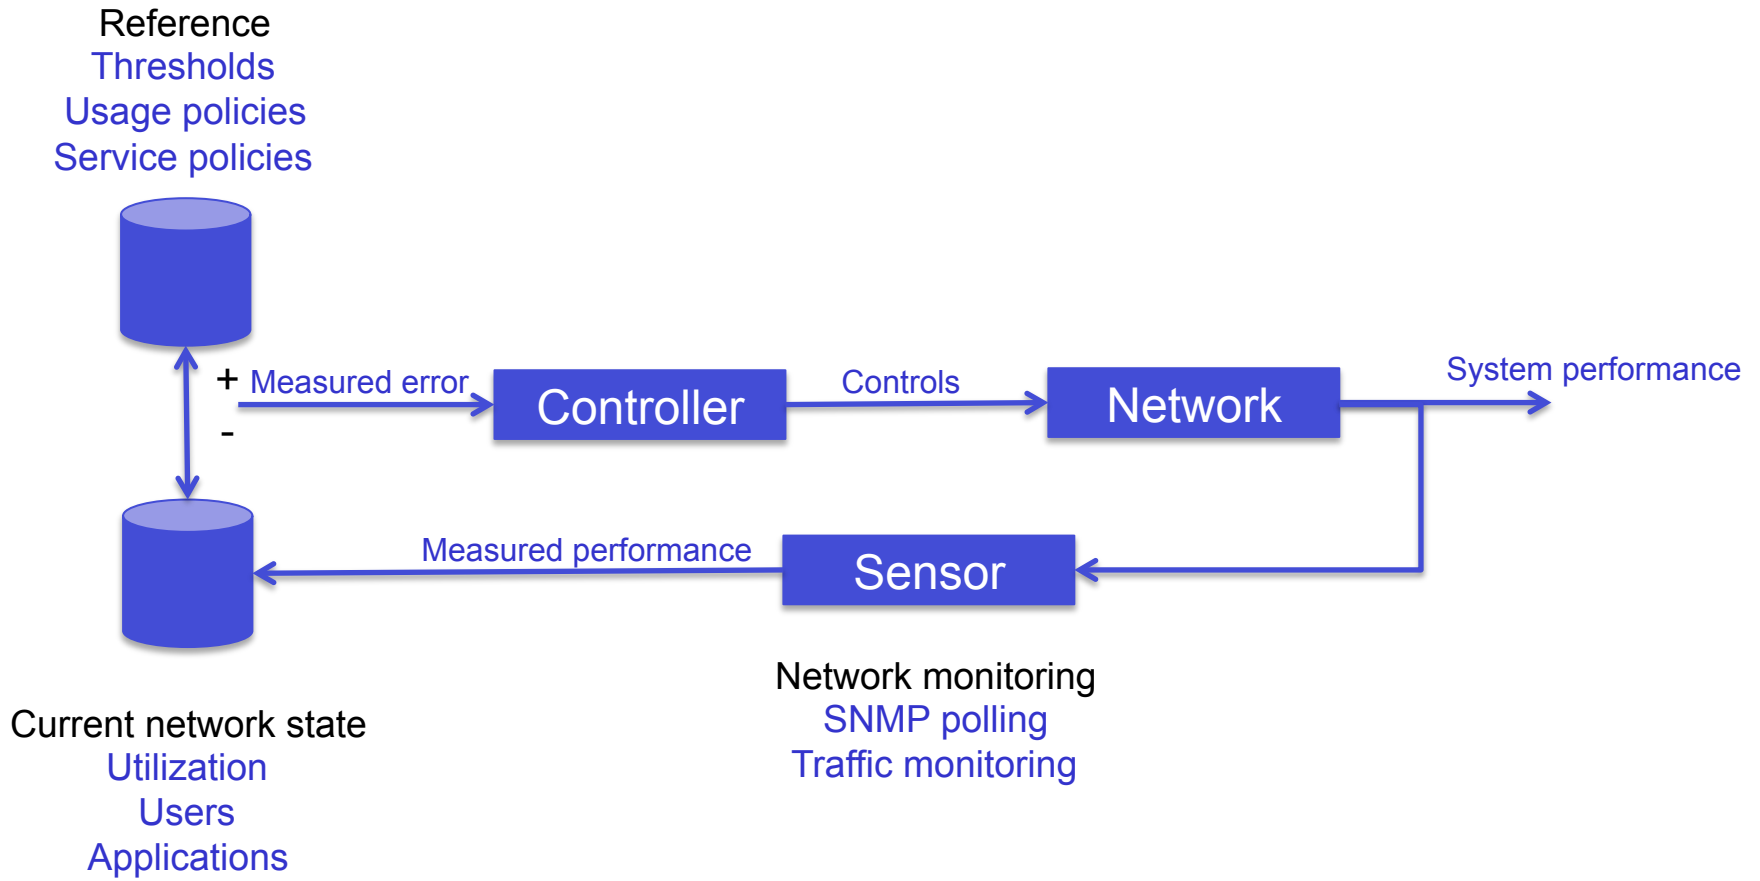 Reference
Thresholds
Usage policies
Service policies
+
Measured error
-
Controller
Controls
Network
System performance
Measured performance
Sensor
Network monitoring
SNMP polling
Traffic monitoring
Current network state
Utilization
Users
Applications